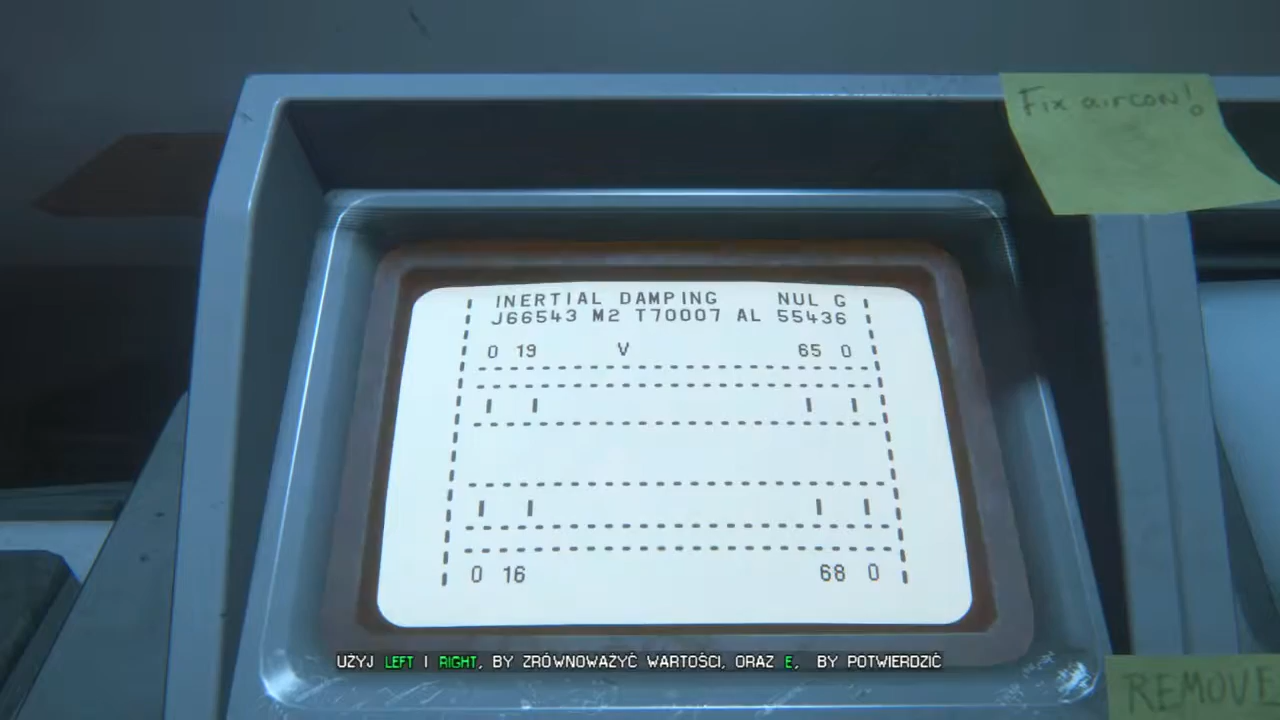 Fix aircon!
INERTIAL DAMPING NUL G
J66543 M2 T70007 AL 55436
0 19 V 65 0
0 16 68 0
UŻYJ LEFT I RIGHT, BY ZRÓWNOWAŻYĆ WARTOŚCI, ORAZ E, BY POTWIERDZIĆ
REMOVE